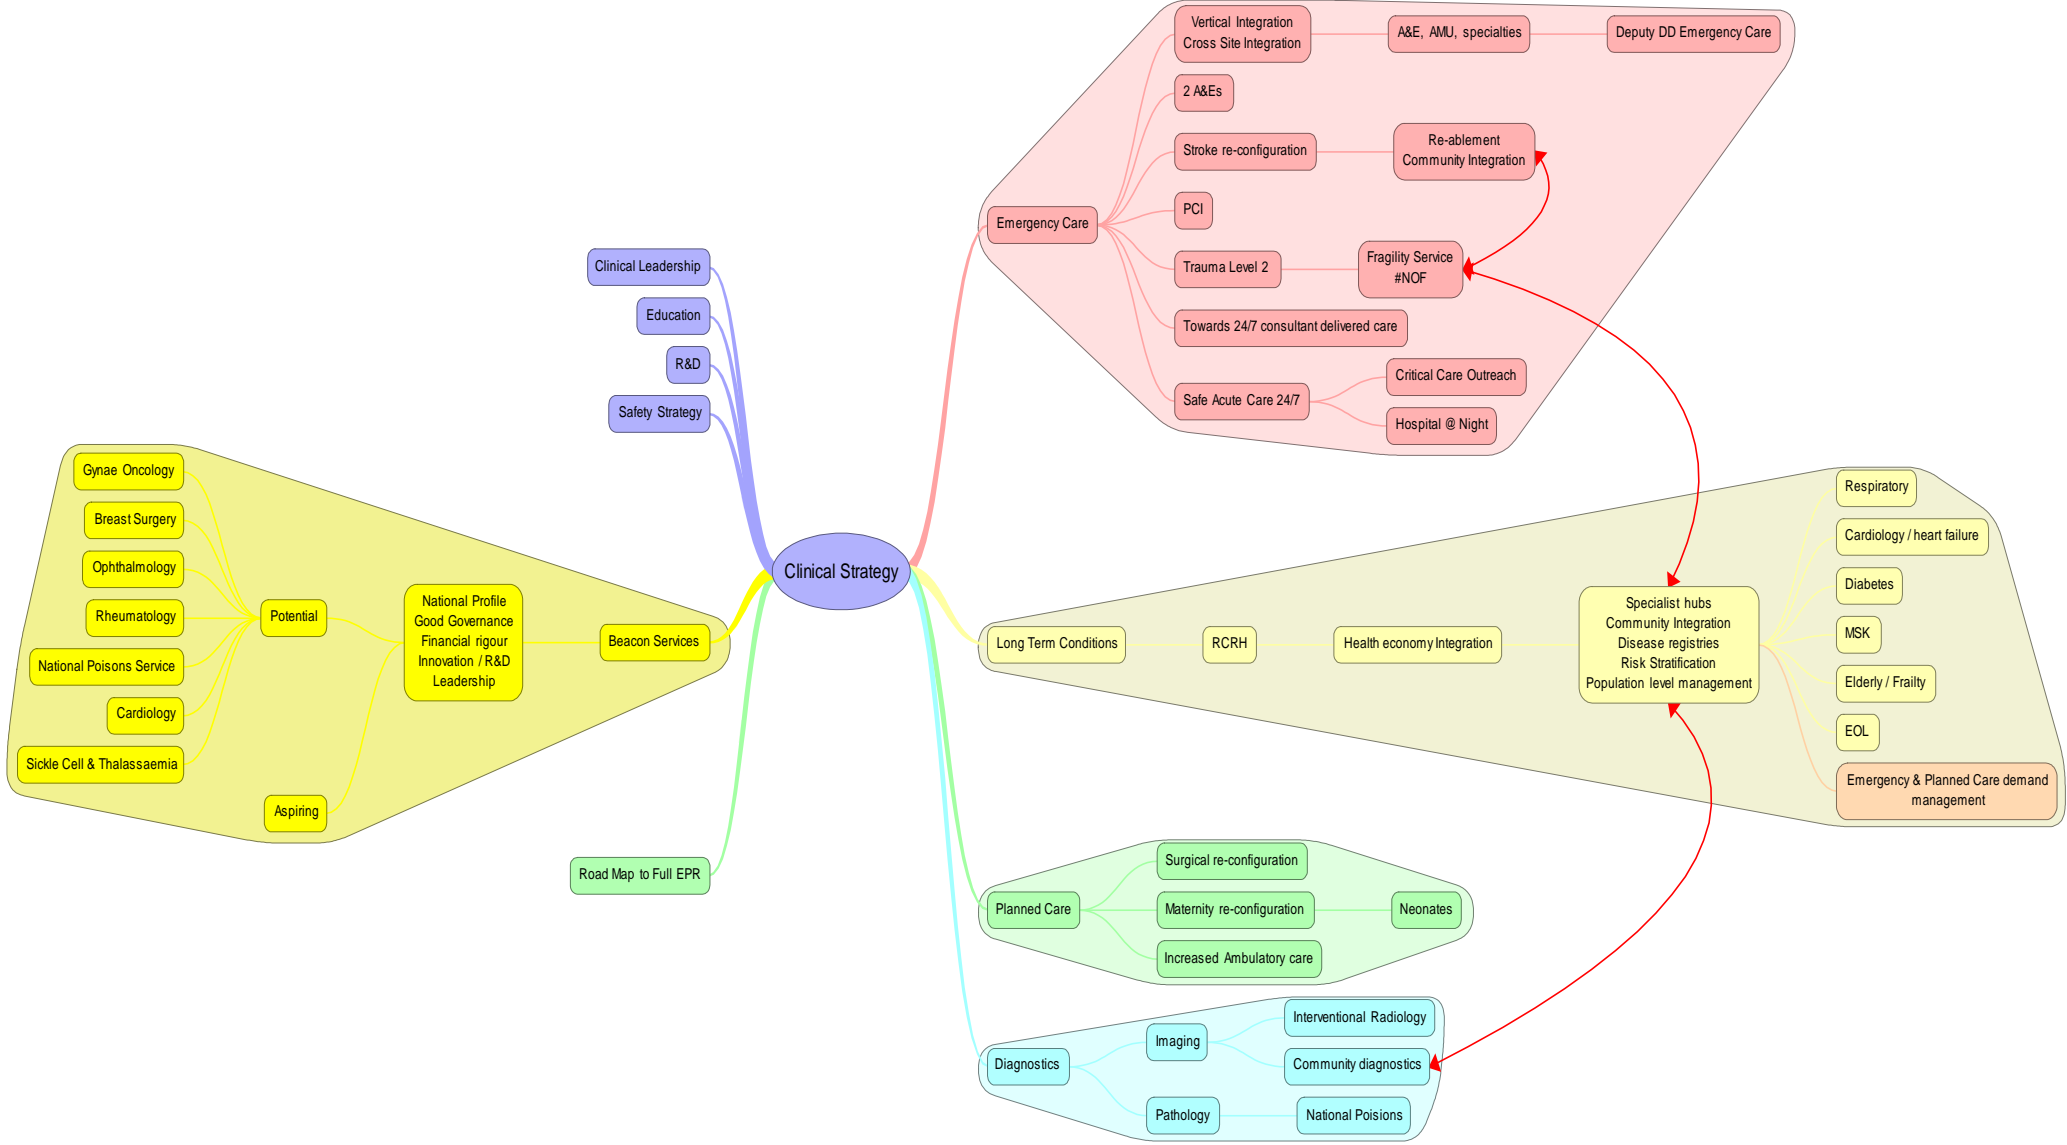 Clinical Strategy
Clinical Leadership
Education
R&D
Safety Strategy
Beacon Services
National Profile
Good Governance
Financial rigour
Innovation / R&D
Leadership
Potential
Gynae Oncology
Breast Surgery
Ophthalmology
Rheumatology
National Poisons Service
Cardiology
Sickle Cell & Thalassaemia
Aspiring
Road Map to Full EPR
Emergency Care
Vertical Integration
Cross Site Integration
A&E, AMU, specialties
Deputy DD Emergency Care
2 A&Es
Stroke re-configuration
Re-ablement
Community Integration
PCI
Trauma Level 2
Fragility Service
#NOF
Towards 24/7 consultant delivered care
Safe Acute Care 24/7
Critical Care Outreach
Hospital @ Night
Long Term Conditions
RCRH
Health economy Integration
Specialist hubs
Community Integration
Disease registries
Risk Stratification
Population level management
Respiratory
Cardiology / heart failure
Diabetes
MSK
Elderly / Frailty
EOL
Emergency & Planned Care demand
management
Planned Care
Surgical re-configuration
Maternity re-configuration
Neonates
Increased Ambulatory care
Diagnostics
Imaging
Interventional Radiology
Community diagnostics
Pathology
National Poisions